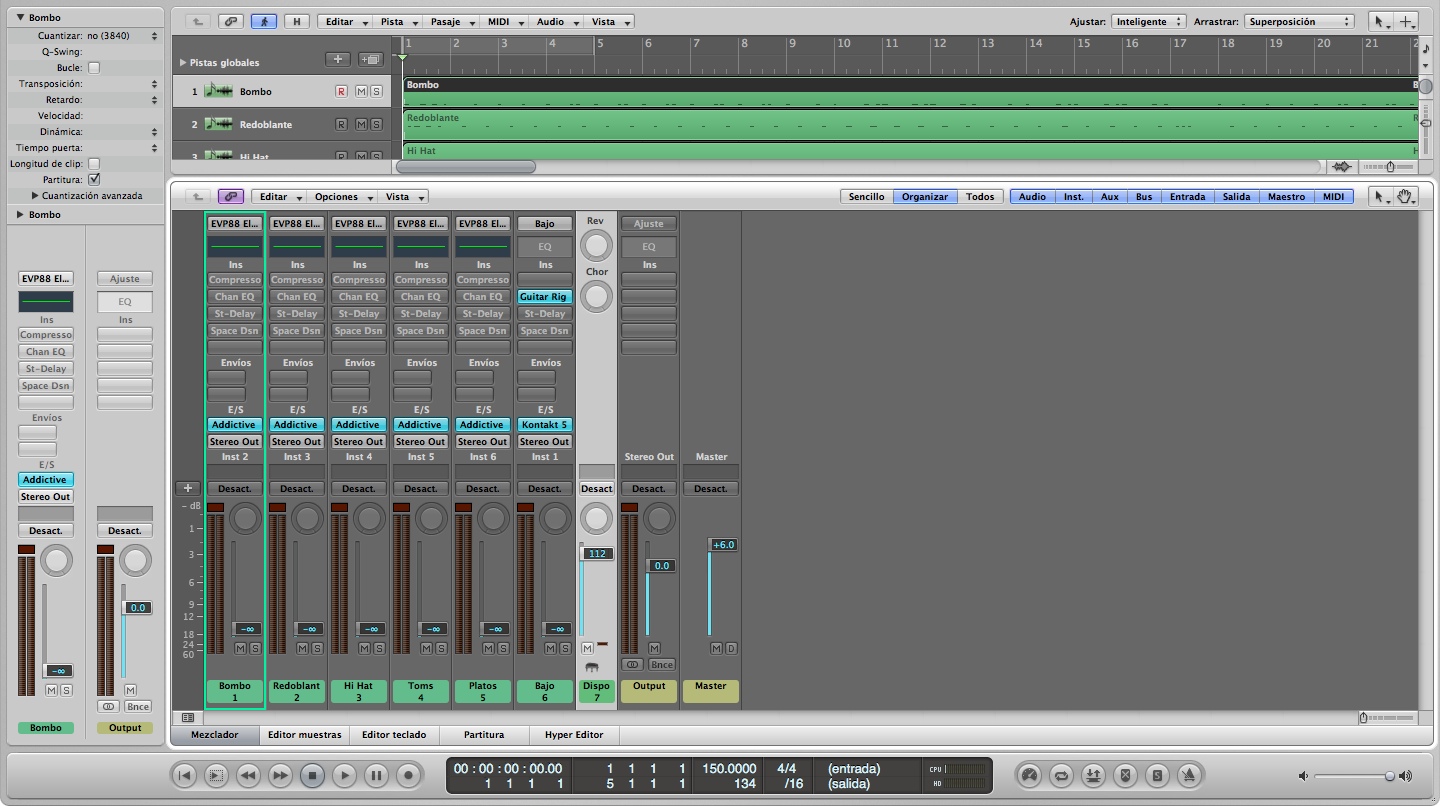 Bombo
Cuantizar: no (3840)
Q-Swing:
Bucle:
Transposición:
Retardo:
Velocidad:
Dinámica:
Tiempo puerta:
Longitud de clip:
Partitura:
Cuantización avanzada
Bombo
EVP88 El... Ajuste
EQ
Ins Ins
Compresso
Chan EQ
St-Delay
Space Dsn
Envíos
E/S
Addictive
Stereo Out
Desact. Desact.
0.0
-∞
M S M
Bnce
Bombo Output
H Editar Pista Pasaje MIDI Audio Vista Ajustar: Inteligente Arrastrar: Superposición
1 2 3 4 5 6 7 8 9 10 11 12 13 14 15 16 17 18 19 20 21 2
Pistas globales
1 Bombo R M S Bombo B
2 Redoblante R M S Redoblante R
3 Hi Hat R M S Hi Hat H
Editar Opciones Vista Sencillo Organizar Todos Audio Inst. Aux Bus Entrada Salida Maestro MIDI
EVP88 El... EVP88 El... EVP88 El... EVP88 El... EVP88 El... Bajo Rev Ajuste
EQ EQ
Ins Ins Ins Ins Ins Ins Chor Ins
Compresso Compresso Compresso Compresso Compresso
Chan EQ Chan EQ Chan EQ Chan EQ Chan EQ Guitar Rig
St-Delay St-Delay St-Delay St-Delay St-Delay St-Delay
Space Dsn Space Dsn Space Dsn Space Dsn Space Dsn Space Dsn
Envíos Envíos Envíos Envíos Envíos Envíos
E/S E/S E/S E/S E/S E/S
Addictive Addictive Addictive Addictive Addictive Kontakt 5
Stereo Out Stereo Out Stereo Out Stereo Out Stereo Out Stereo Out
Inst 2 Inst 3 Inst 4 Inst 5 Inst 6 Inst 1 Stereo Out Master
Desact. Desact. Desact. Desact. Desact. Desact. Desact Desact. Desact.
- dB
1
3 112 0.0 +6.0
6
9
12
18 -∞ -∞ -∞ -∞ -∞ -∞
24 M S M S M S M S M S M S M M M D
60
Bnce
Bombo Redoblant Hi Hat Toms Platos Bajo Dispo Output Master
1 2 3 4 5 6 7
Mezclador Editor muestras Editor teclado Partitura Hyper Editor
00 : 00 : 00 : 00.00 1 1 1 1 150.0000 4/4 (entrada) CPU
1 1 1 1 5 1 1 1 134 /16 (salida) HD
S